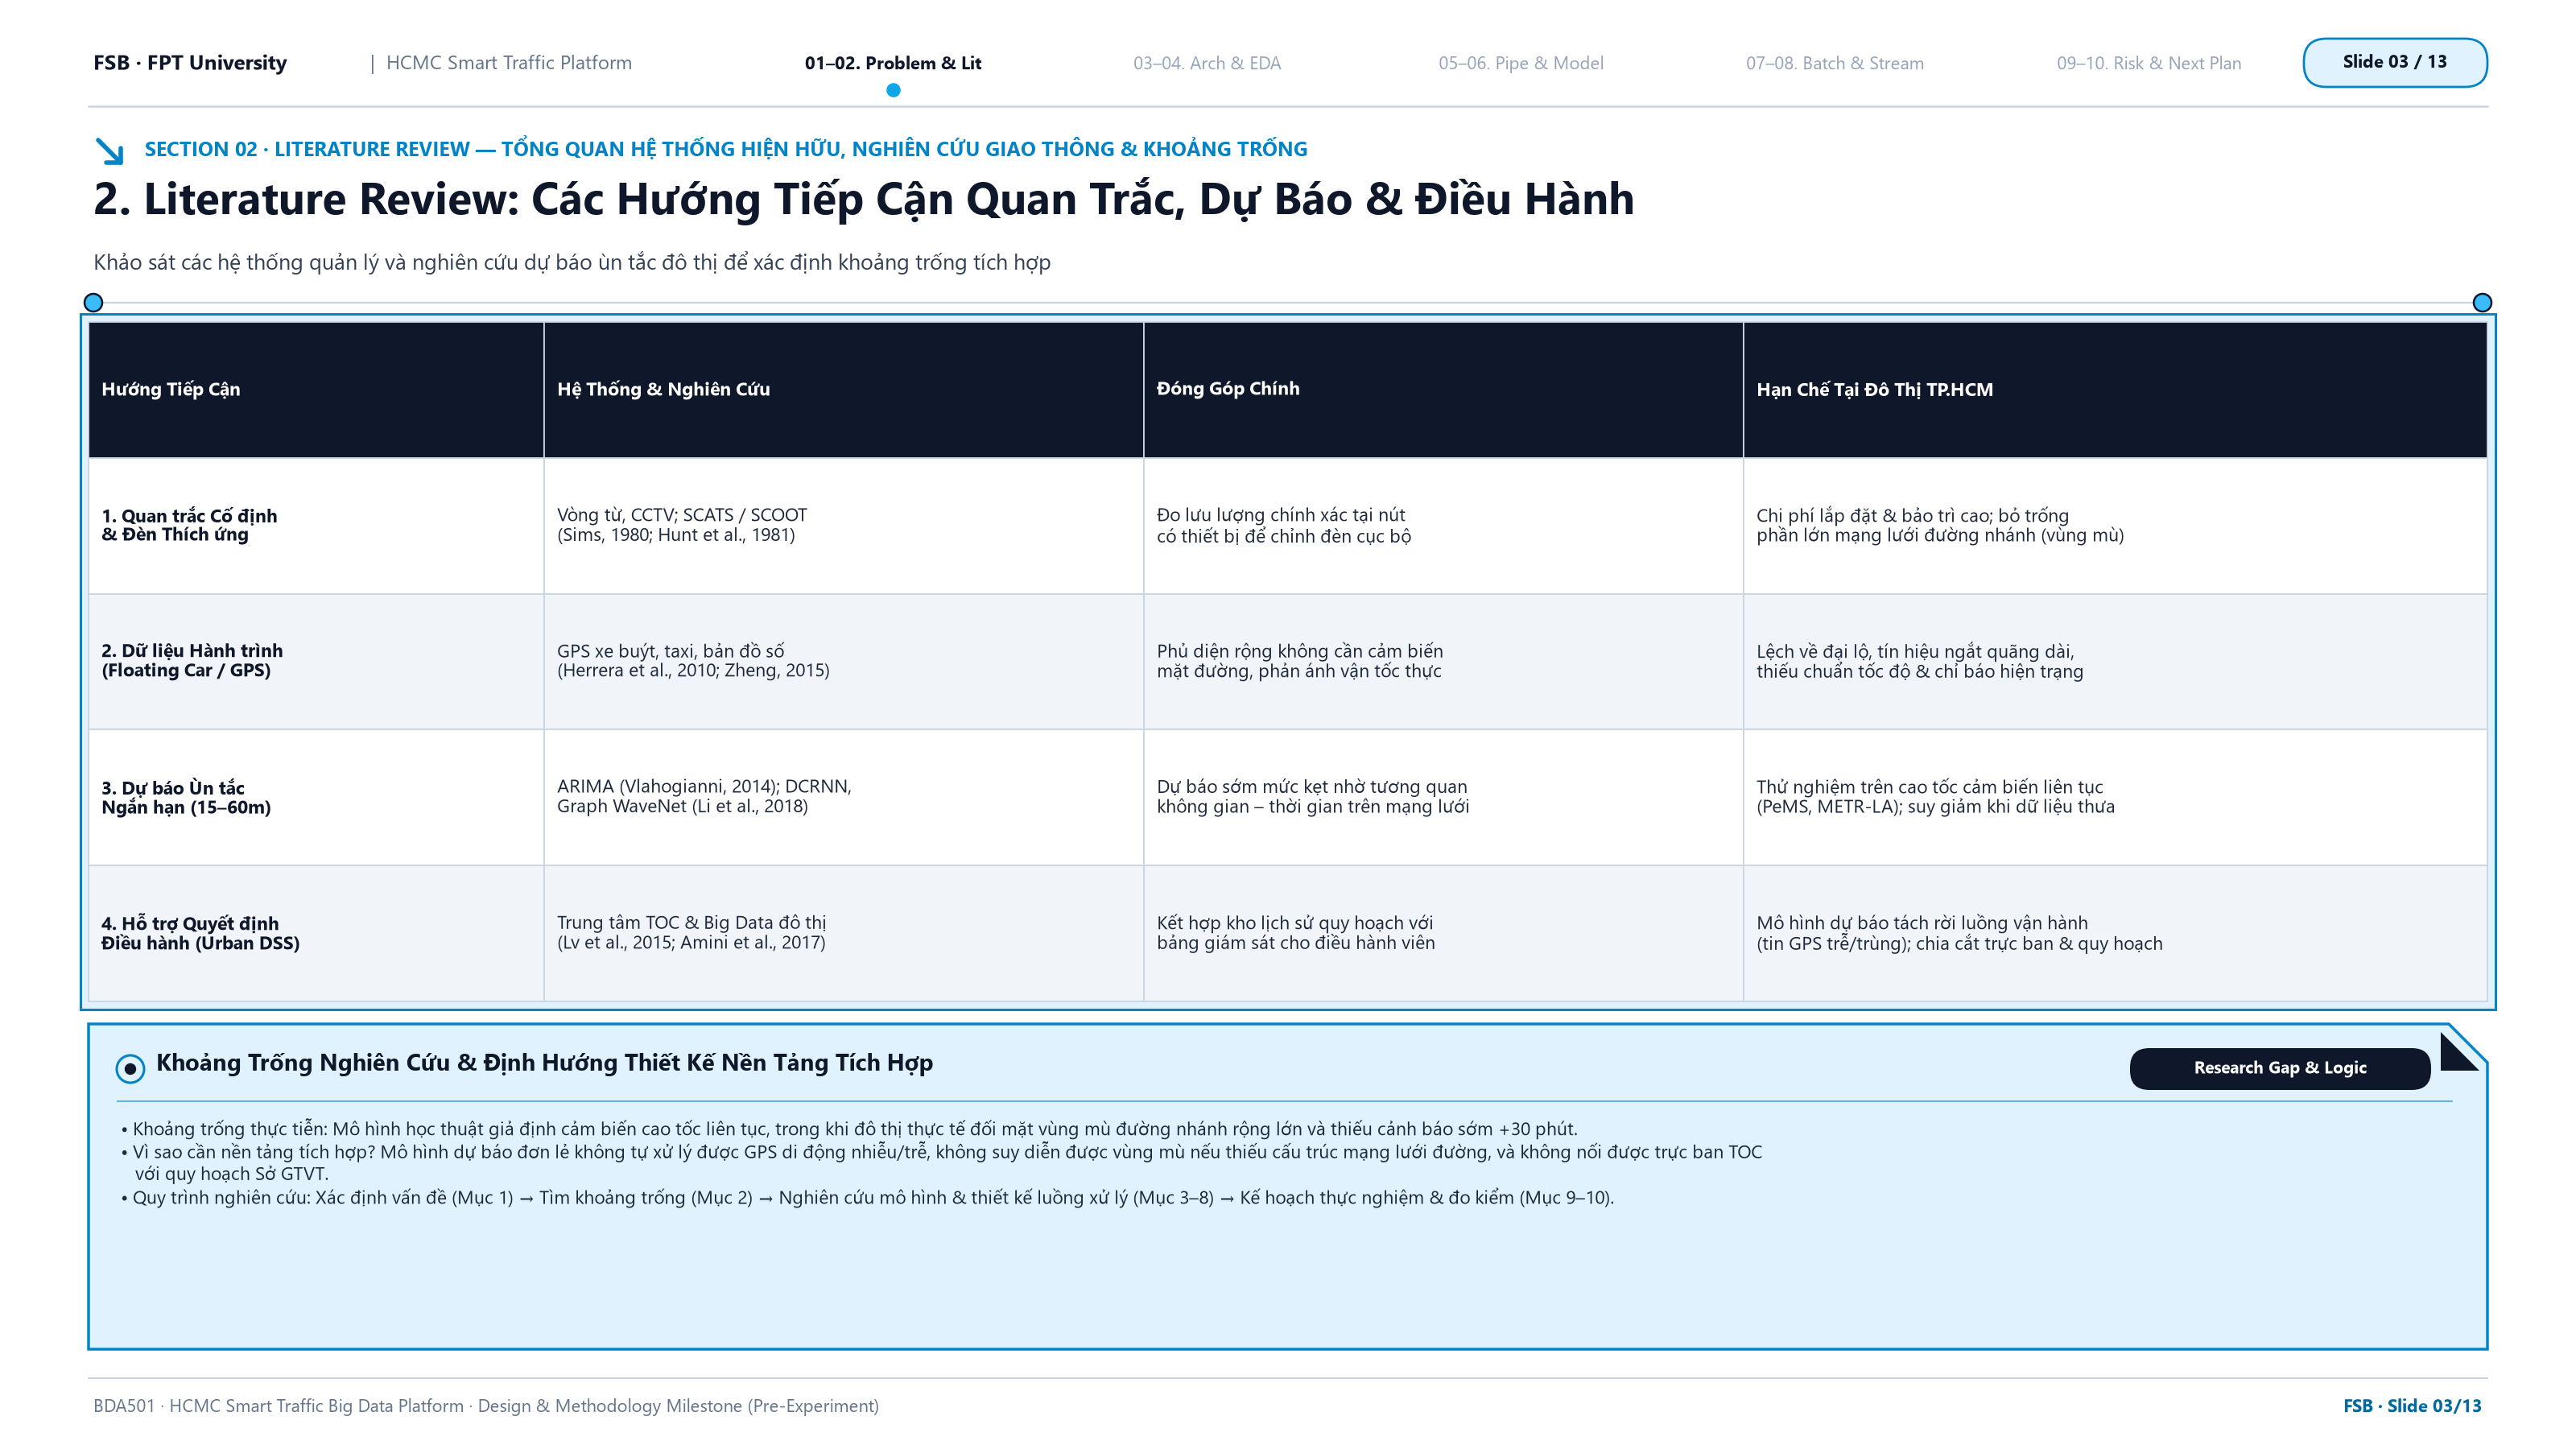 FSB · FPT University | HCMC Smart Traffic Platform 01–02. Problem & Lit 03–04. Arch & EDA 05–06. Pipe & Model 07–08. Batch & Stream 09–10. Risk & Next Plan Slide 03 / 13
SECTION 02 · LITERATURE REVIEW — TỔNG QUAN HỆ THỐNG HIỆN HỮU, NGHIÊN CỨU GIAO THÔNG & KHOẢNG TRỐNG
2. Literature Review: Các Hướng Tiếp Cận Quan Trắc, Dự Báo & Điều Hành
Khảo sát các hệ thống quản lý và nghiên cứu dự báo ùn tắc đô thị để xác định khoảng trống tích hợp
Hướng Tiếp Cận
Hệ Thống & Nghiên Cứu
Đóng Góp Chính
Hạn Chế Tại Đô Thị TP.HCM
1. Quan trắc Cố định
& Đèn Thích ứng
Vòng từ, CCTV; SCATS / SCOOT
(Sims, 1980; Hunt et al., 1981)
Đo lưu lượng chính xác tại nút
có thiết bị để chỉnh đèn cục bộ
Chi phí lắp đặt & bảo trì cao; bỏ trống
phần lớn mạng lưới đường nhánh (vùng mù)
2. Dữ liệu Hành trình
(Floating Car / GPS)
GPS xe buýt, taxi, bản đồ số
(Herrera et al., 2010; Zheng, 2015)
Phủ diện rộng không cần cảm biến
mặt đường, phản ánh vận tốc thực
Lệch về đại lộ, tín hiệu ngắt quãng dài,
thiếu chuẩn tốc độ & chỉ báo hiện trạng
3. Dự báo Ùn tắc
Ngắn hạn (15–60m)
ARIMA (Vlahogianni, 2014); DCRNN,
Graph WaveNet (Li et al., 2018)
Dự báo sớm mức kẹt nhờ tương quan
không gian – thời gian trên mạng lưới
Thử nghiệm trên cao tốc cảm biến liên tục
(PeMS, METR-LA); suy giảm khi dữ liệu thưa
4. Hỗ trợ Quyết định
Điều hành (Urban DSS)
Trung tâm TOC & Big Data đô thị
(Lv et al., 2015; Amini et al., 2017)
Kết hợp kho lịch sử quy hoạch với
bảng giám sát cho điều hành viên
Mô hình dự báo tách rời luồng vận hành
(tin GPS trễ/trùng); chia cắt trực ban & quy hoạch
Khoảng Trống Nghiên Cứu & Định Hướng Thiết Kế Nền Tảng Tích Hợp
Research Gap & Logic
• Khoảng trống thực tiễn: Mô hình học thuật giả định cảm biến cao tốc liên tục, trong khi đô thị thực tế đối mặt vùng mù đường nhánh rộng lớn và thiếu cảnh báo sớm +30 phút.
• Vì sao cần nền tảng tích hợp? Mô hình dự báo đơn lẻ không tự xử lý được GPS di động nhiễu/trễ, không suy diễn được vùng mù nếu thiếu cấu trúc mạng lưới đường, và không nối được trực ban TOC
với quy hoạch Sở GTVT.
• Quy trình nghiên cứu: Xác định vấn đề (Mục 1) → Tìm khoảng trống (Mục 2) → Nghiên cứu mô hình & thiết kế luồng xử lý (Mục 3–8) → Kế hoạch thực nghiệm & đo kiểm (Mục 9–10).
BDA501 · HCMC Smart Traffic Big Data Platform · Design & Methodology Milestone (Pre-Experiment)
FSB · Slide 03/13